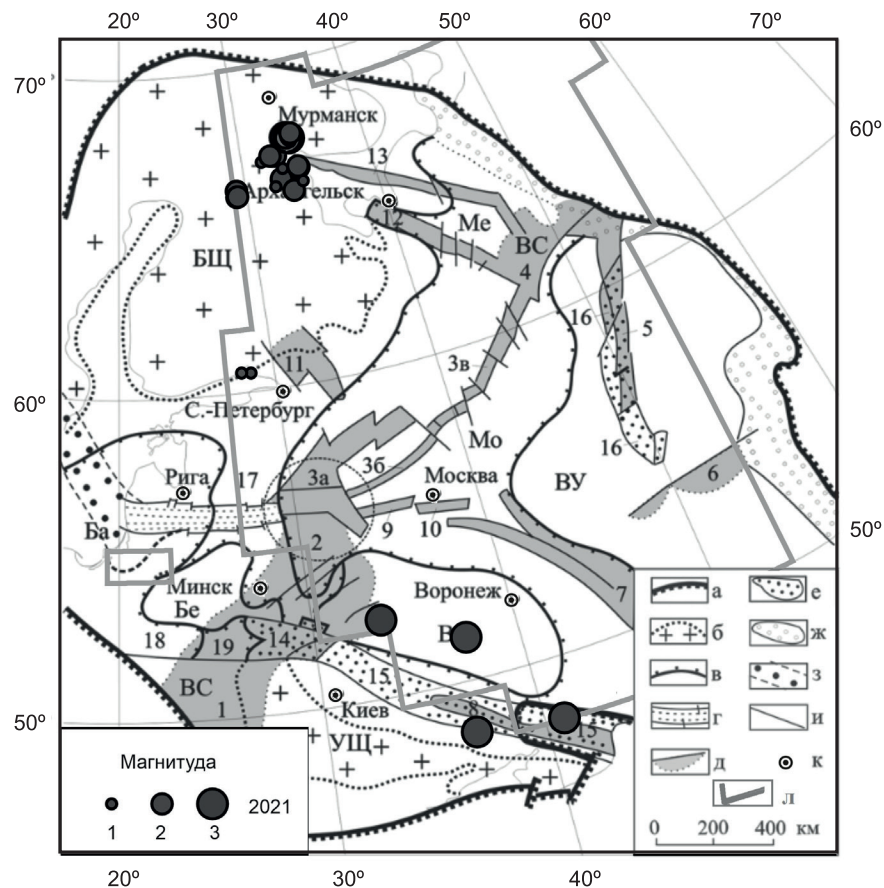 20º 30º 40º 50º 60º 70º
70º
60º
Мурманск
13
Архангельск
12
Ме
ВС
4
БЩ
16
5
3в
11
С.-Петербург
60º
Мо
16
3б
Рига
17
3а
Москва
ВУ
6
9
10
50º
Ба
2
7
Минск
Бе
Воронеж
В
18
19
14
15
ВС
1
8
15
Киев
УЩ
50º
а е
б ж
в з
г и
д к
л
0 200 400 км
Магнитуда
2021
1 2 3
20º 30º 40º